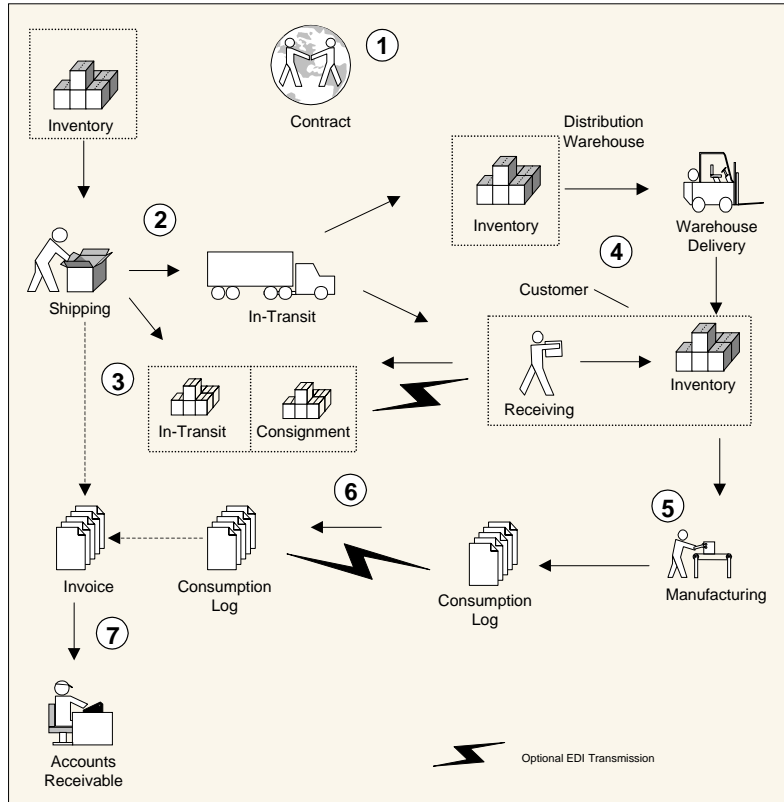 1
Inventory
Contract
Distribution
Warehouse
2
Inventory
Warehouse
Delivery
4
Shipping
In-Transit
Customer
3
In-Transit
Consignment
Receiving
Inventory
6
5
Invoice
Consumption
Log
Consumption
Log
Manufacturing
7
Accounts
Receivable
Optional EDI Transmission